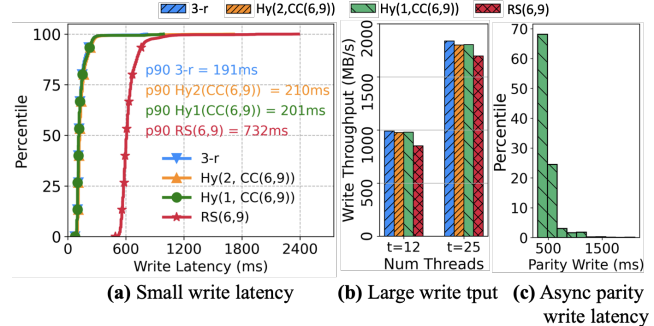 3-r
Hy(2,CC(6,9))
Hy(1,CC(6,9))
RS(6,9)
100
75
50
25
0
Percentile
p90 3-r = 191ms
p90 Hy2(CC(6,9)) = 210ms
p90 Hy1(CC(6,9)) = 201ms
p90 RS(6,9) = 732ms
3-r
Hy(2, CC(6,9))
Hy(1, CC(6,9))
RS(6,9)
0
600
1200
1800
2400
Write Latency (ms)
(a) Small write latency
Write Throughput (MB/s)
2000
1500
1000
500
0
t=12
t=25
Num Threads
(b) Large write tput
Percentile
70
60
50
40
30
20
10
0
500
1500
Parity Write (ms)
(c) Async parity
write latency